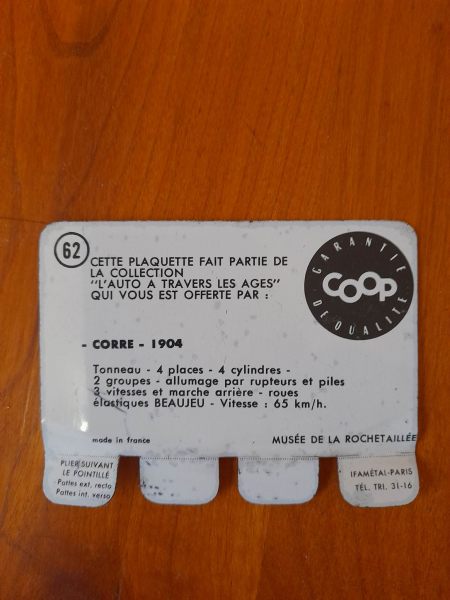 62
CETTE PLAQUETTE FAIT PARTIE DE
LA COLLECTION
"L'AUTO A TRAVERS LES AGES"
QUI VOUS EST OFFERTE PAR :
GARANTIE
COOP
DE QUALITÉ
- CORRE - 1904
Tonneau - 4 places - 4 cylindres -
2 groupes - allumage par rupteurs et piles
3 vitesses et marche arrière - roues
élastiques BEAUJEU - Vitesse : 65 km/h.
made in france
MUSÉE DE LA ROCHETAILLÉE
PLIER SUIVANT
LE POINTILLÉ
Pattes ext. recto
Pattes int. verso
IFAMÉTAL-PARIS
TÉL. TRI. 31-16